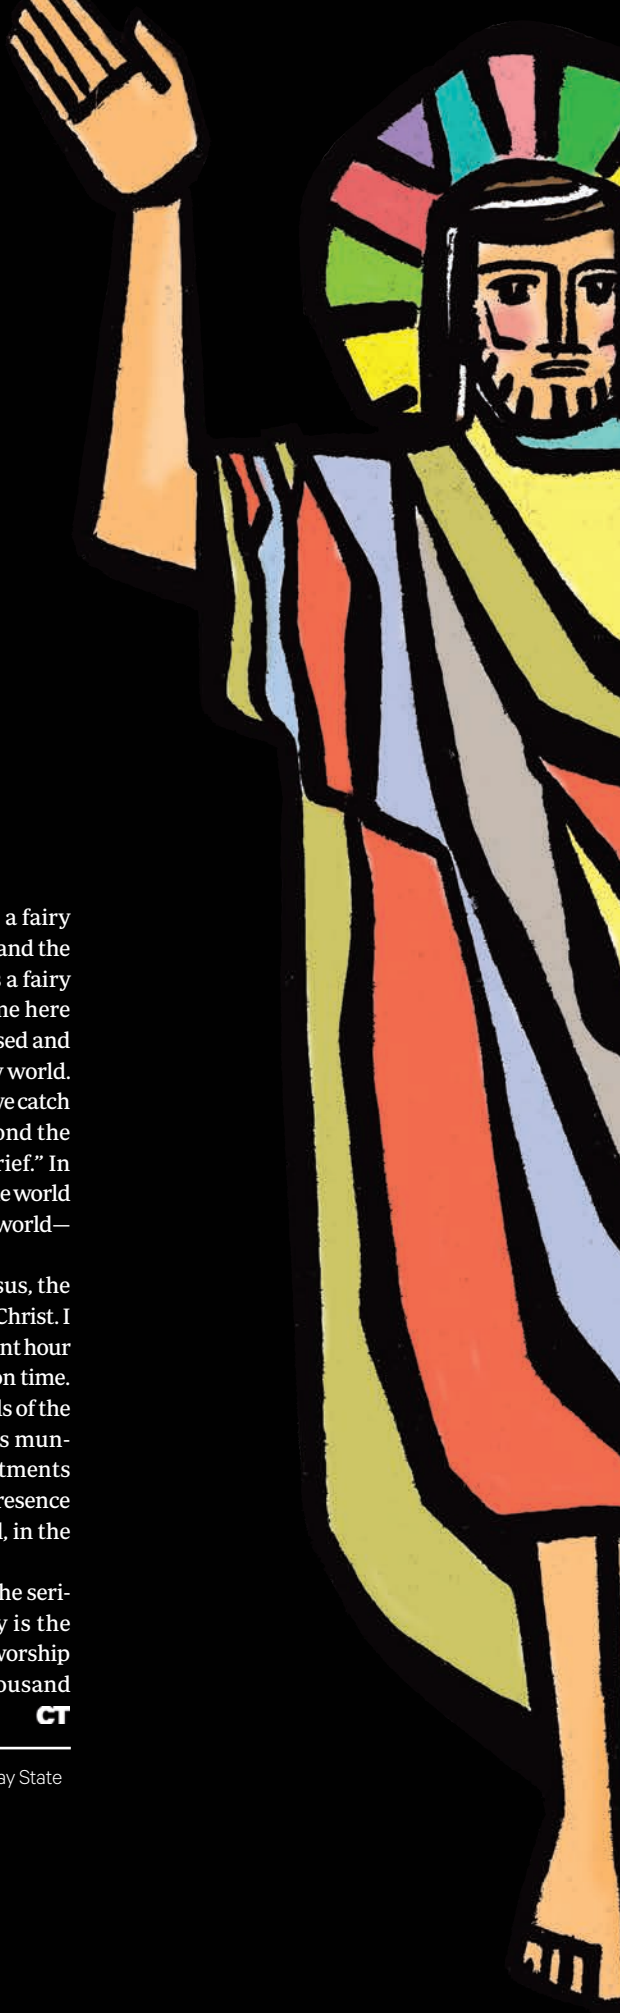 a fairy
and the
a fairy
ne here
sed and
world.
we catch
ond the
rief.” In
e world
world—
sus, the
Christ. I
nt hour
on time.
ls of the
s mun-
tments
resence
l, in the
he seri-
y is the
vorship
ousand
CT
ay State